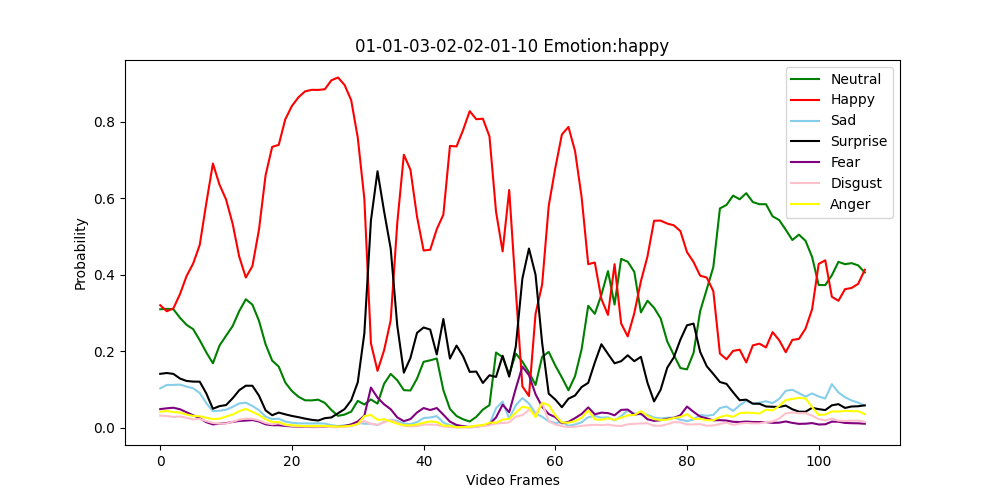 01-01-03-02-02-01-10 Emotion:happy
Neutral
Happy
Sad
Surprise
Fear
Disgust
Anger
Probability
0.8
0.6
0.4
0.2
0.0
0 20 40 60 80 100
Video Frames